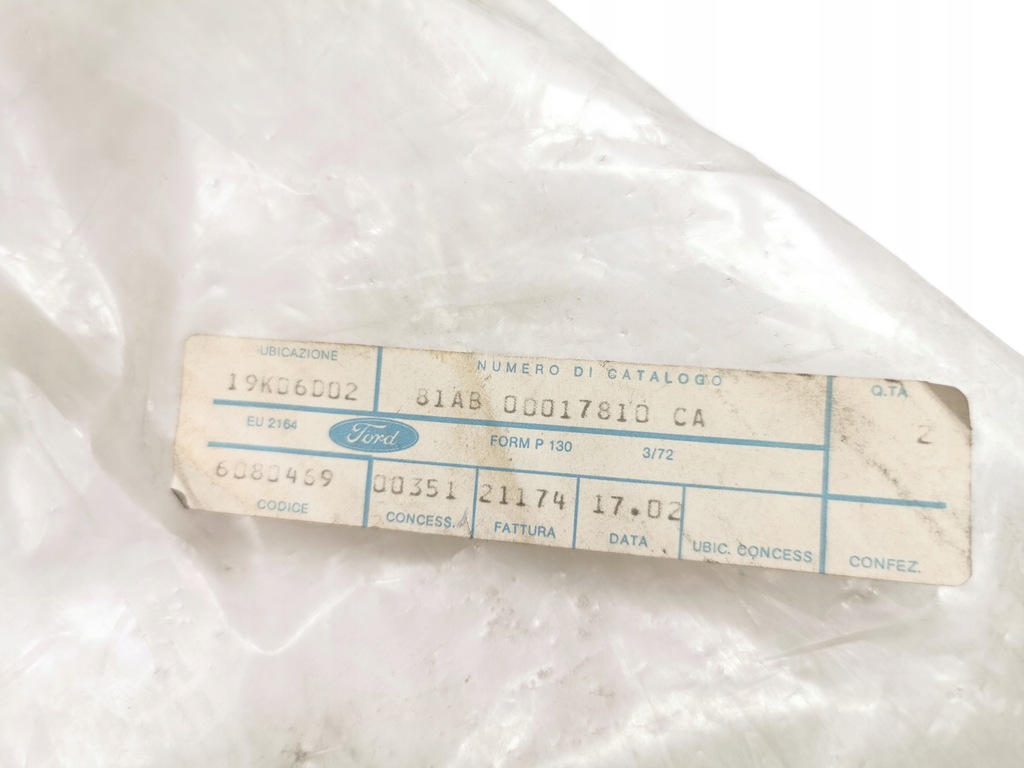 UBICAZIONE NUMERO DI CATALOGO Q.TA
19K06D02 81AB 00017810 CA 2
EU 2164 Ford FORM P 130 3/72
6080469 00351 21174 17.02
CODICE CONCESS. FATTURA DATA UBIC. CONCESS CONFEZ.